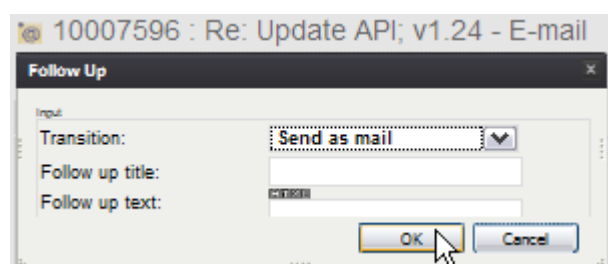 10007596 : Re: Update API; v1.24 - E-mail
Follow Up
Input
Transition: Send as mail
Follow up title:
Follow up text:
OK Cancel